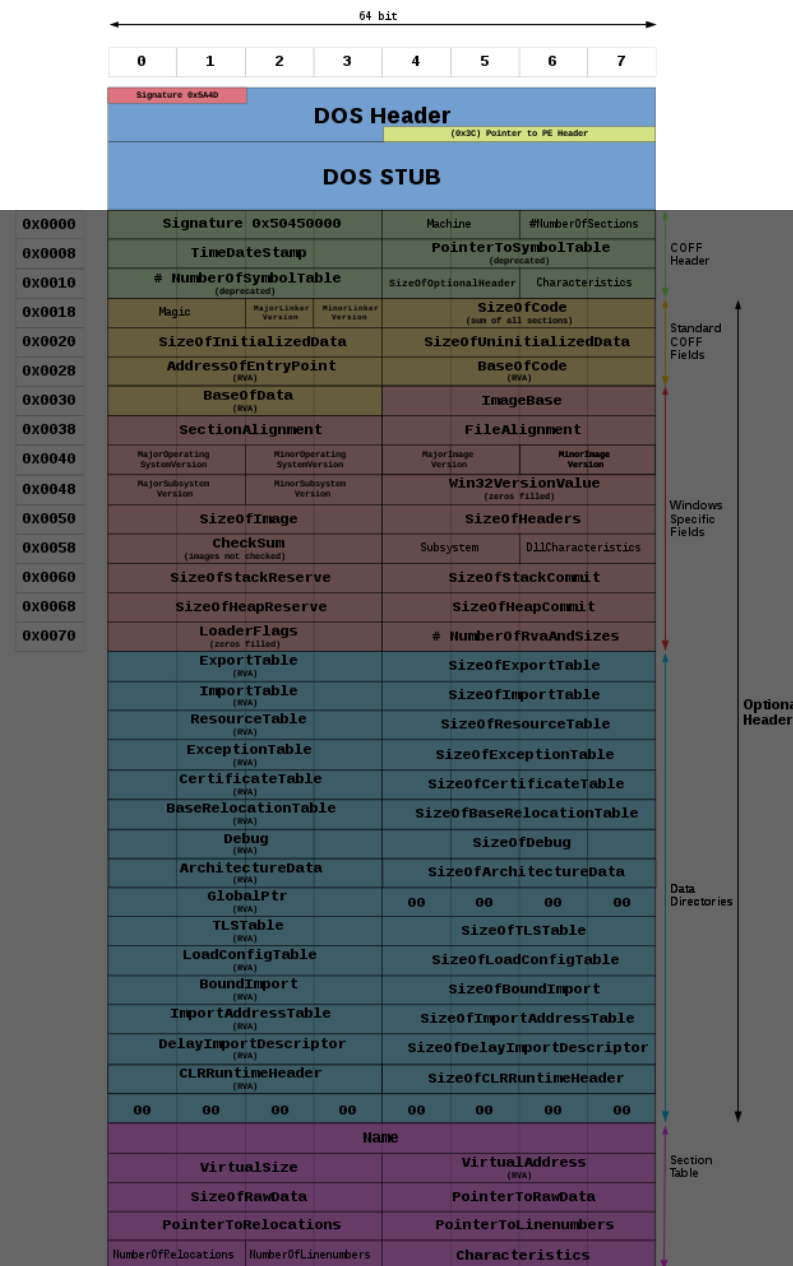 64 bit
0 1 2 3 4 5 6 7
Signature 0x5A4D
DOS Header
(0x3C) Pointer to PE Header
DOS STUB
0x0000 Signature 0x50450000 Machine #NumberOfSections
COFF
Header
0x0008 TimeDateStamp PointerToSymbolTable
(deprecated)
0x0010 # NumberOfSymbolTable SizeOfOptionalHeader Characteristics
(deprecated)
0x0018 Magic MajorLinker Version MinorLinker Version SizeOfCode
(sum of all sections)
Standard
COFF
Fields
0x0020 SizeOfInitializedData SizeOfUninitializedData
0x0028 AddressOfEntryPoint BaseOfCode
(RVA) (RVA)
0x0030 BaseOfData ImageBase
(RVA)
0x0038 SectionAlignment FileAlignment
0x0040 MajorOperating SystemVersion MinorOperating SystemVersion MajorImage Version MinorImage Version
0x0048 MajorSubsystem Version MinorSubsystem Version Win32VersionValue
(zeros filled)
Windows
Specific
Fields
0x0050 SizeOfImage SizeOfHeaders
0x0058 CheckSum Subsystem DllCharacteristics
(images not checked)
0x0060 SizeOfStackReserve SizeOfStackCommit
0x0068 SizeOfHeapReserve SizeOfHeapCommit
0x0070 LoaderFlags # NumberOfRvaAndSizes
(zeros filled)
ExportTable SizeOfExportTable
(RVA)
ImportTable SizeOfImportTable
(RVA)
Optiona
Header
ResourceTable SizeOfResourceTable
(RVA)
ExceptionTable SizeOfExceptionTable
(RVA)
CertificateTable SizeOfCertificateTable
(RVA)
BaseRelocationTable SizeOfBaseRelocationTable
(RVA)
Debug SizeOfDebug
(RVA)
ArchitectureData SizeOfArchitectureData
(RVA)
Data
Directories
GlobalPtr 00 00 00 00
(RVA)
TLSTable SizeOfTLSTable
(RVA)
LoadConfigTable SizeOfLoadConfigTable
(RVA)
BoundImport SizeOfBoundImport
(RVA)
ImportAddressTable SizeOfImportAddressTable
(RVA)
DelayImportDescriptor SizeOfDelayImportDescriptor
(RVA)
CLRRuntimeHeader SizeOfCLRRuntimeHeader
(RVA)
00 00 00 00 00 00 00 00
Name
VirtualSize VirtualAddress
(RVA)
Section
Table
SizeOfRawData PointerToRawData
PointerToRelocations PointerToLinenumbers
NumberOfRelocations NumberOfLinenumbers Characteristics